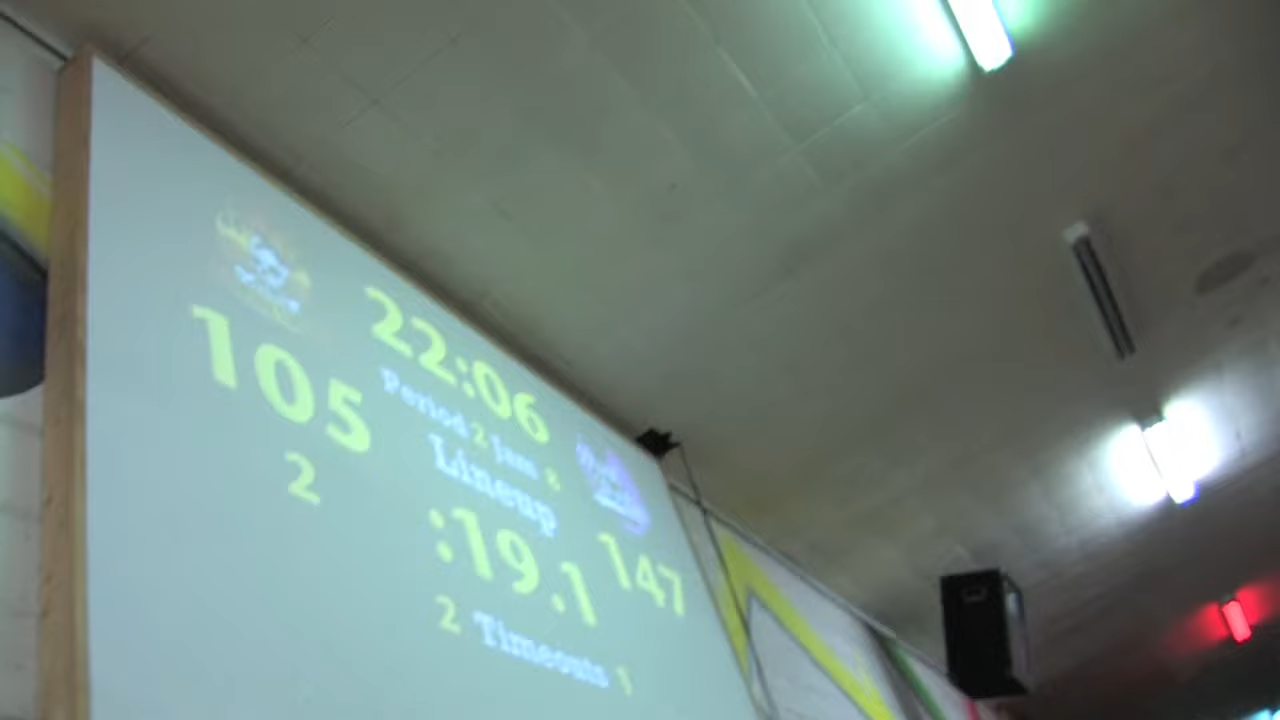 22:06
Period 2 Jam 8
105
Lineup
147
2
:19.1
2 Timeouts 1